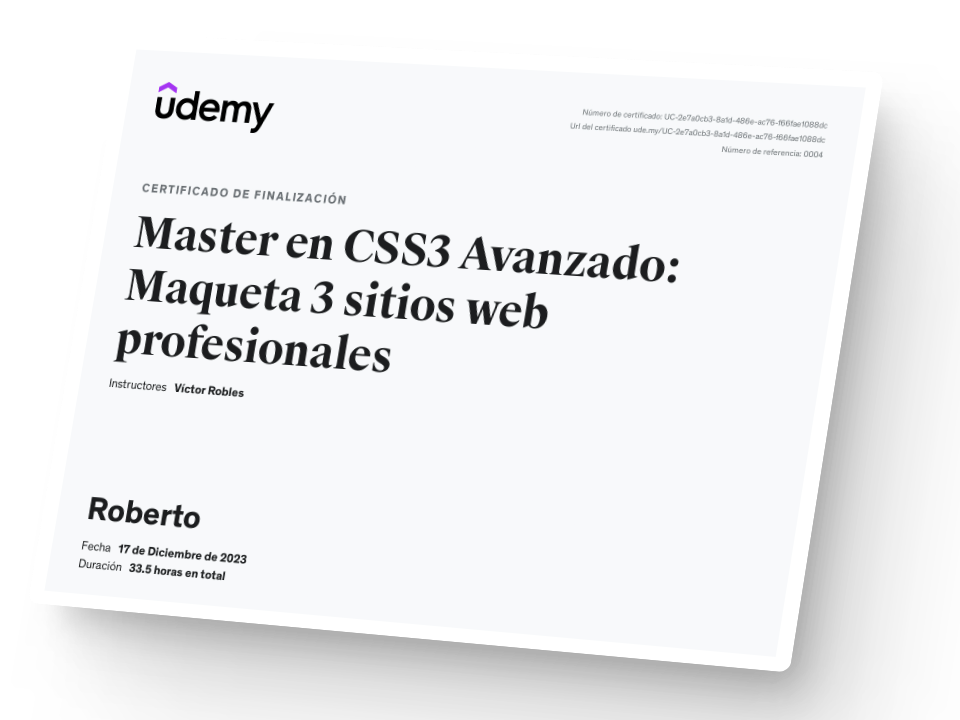 udemy
Número de certificado: UC-2e7a0cb3-8a1d-486e-ac76-f66fae1088dc
Url del certificado ude.my/UC-2e7a0cb3-8a1d-486e-ac76-f66fae1088dc
Número de referencia: 0004
CERTIFICADO DE FINALIZACIÓN
Master en CSS3 Avanzado:
Maqueta 3 sitios web
profesionales
Instructores Víctor Robles
Roberto
Fecha 17 de Diciembre de 2023
Duración 33.5 horas en total